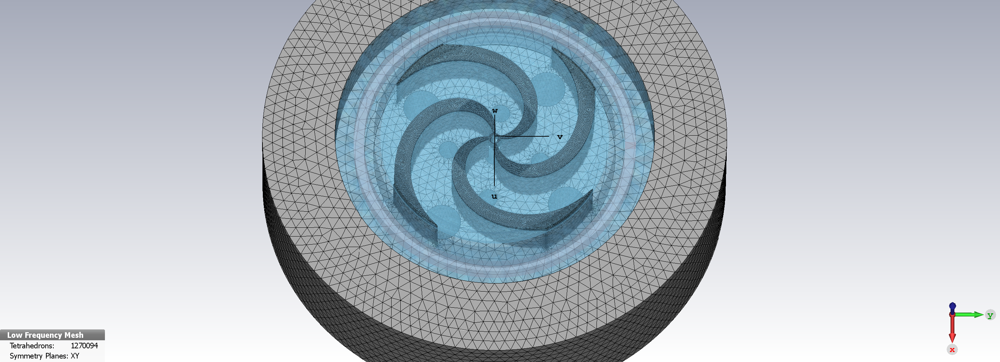 w
v
u
y
x
Low Frequency Mesh
Tetrahedrons: 1270094
Symmetry Planes: XY